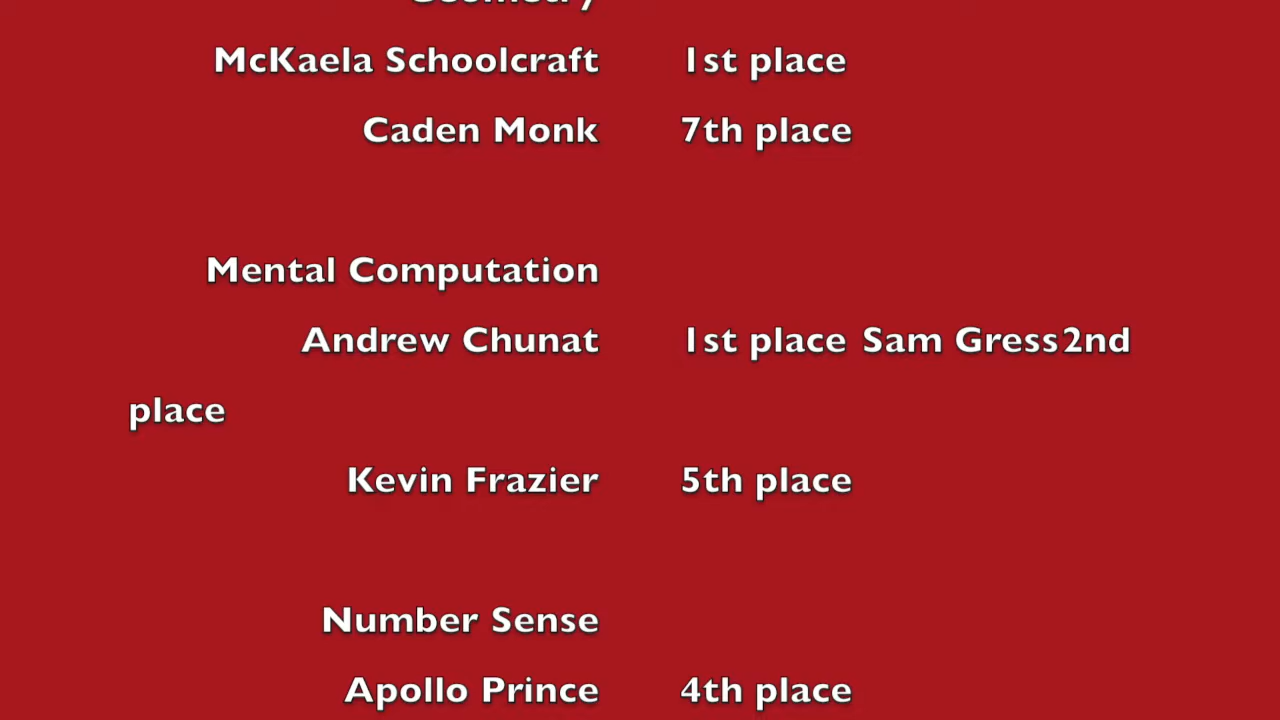 Geometry
McKaela Schoolcraft 1st place
Caden Monk 7th place
Mental Computation
Andrew Chunat 1st place Sam Gress2nd
place
Kevin Frazier 5th place
Number Sense
Apollo Prince 4th place